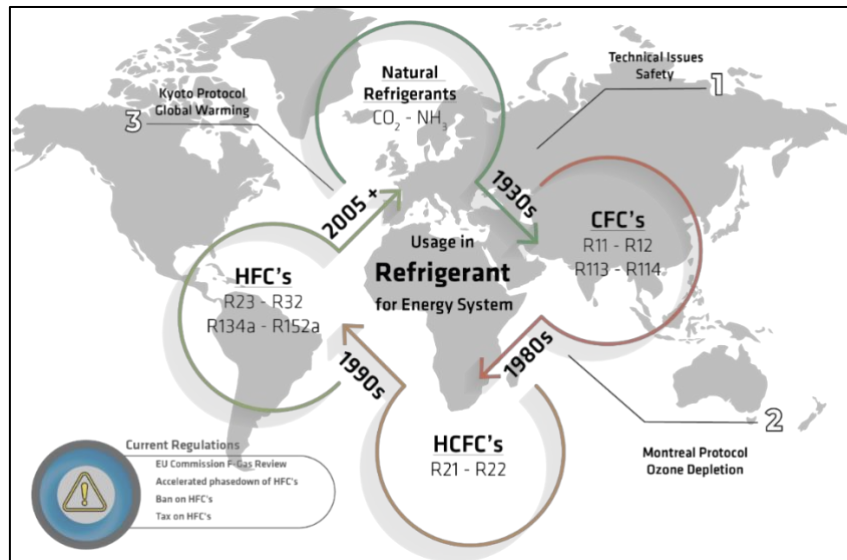 Natural
Refrigerants
CO₂ - NH₃
Technical Issues
Safety
1
Kyoto Protocol
Global Warming
3
1930s
2005 +
CFC's
R11 - R12
R113 - R114
Usage in
Refrigerant
for Energy System
HFC's
R23 - R32
R134a - R152a
1980s
1990s
2
Montreal Protocol
Ozone Depletion
HCFC's
R21 - R22
Current Regulations
EU Commission F-Gas Review
Accelerated phasedown of HFC's
Ban on HFC's
Tax on HFC's